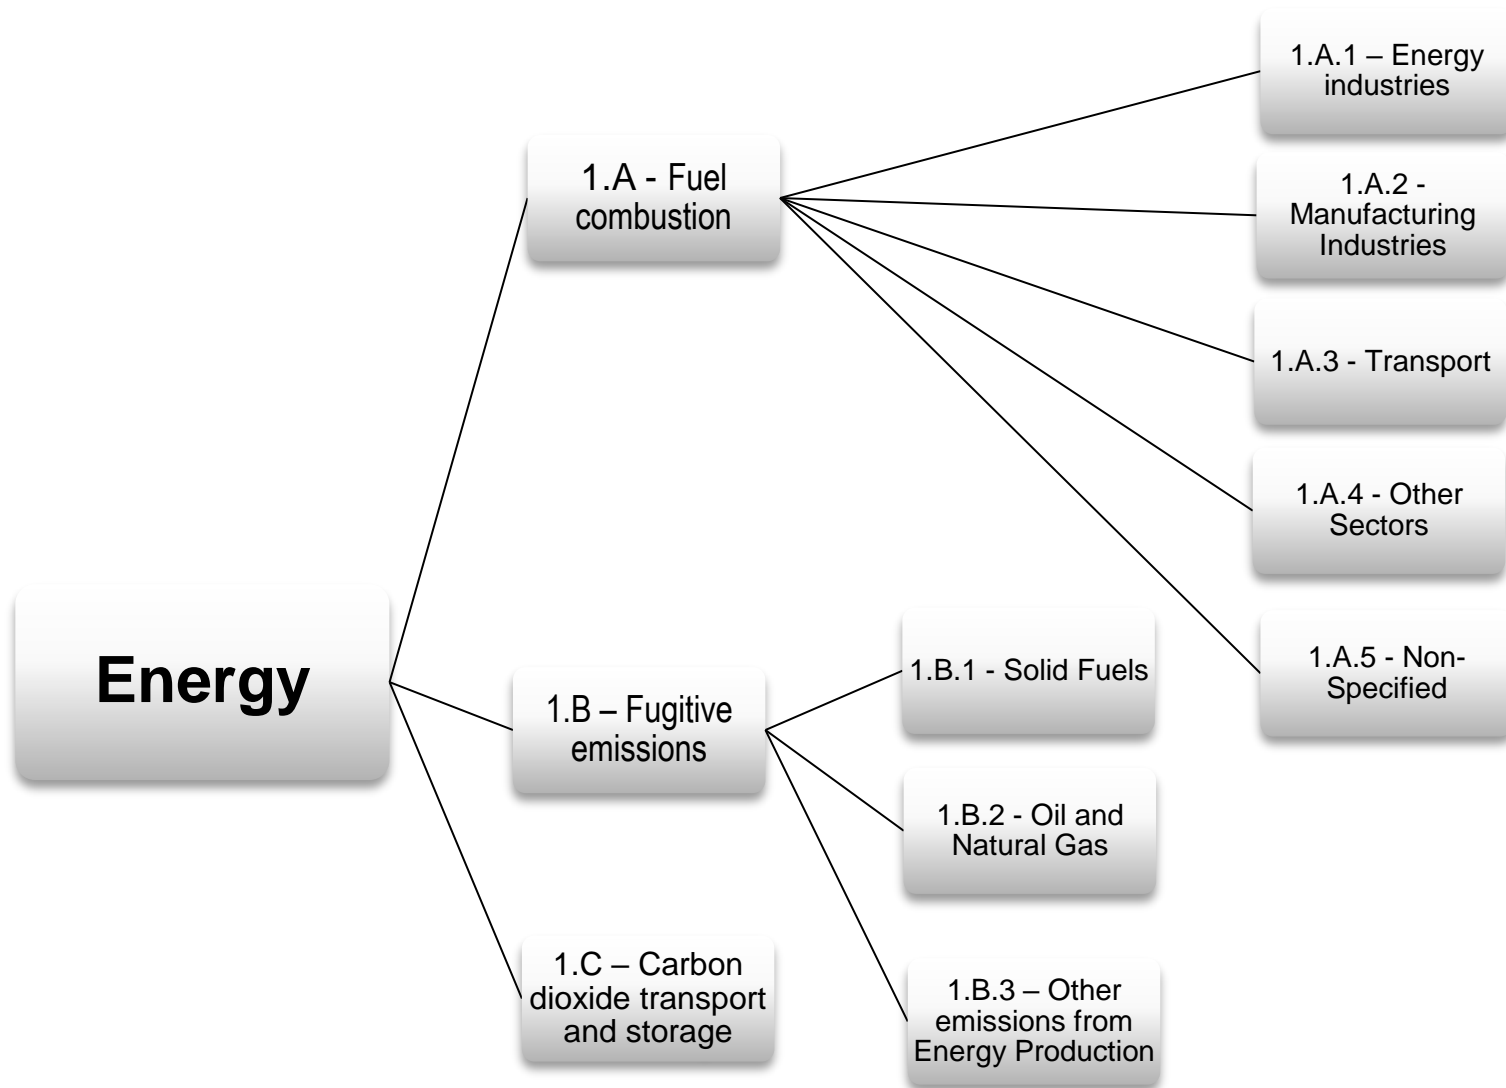 1.A.1 – Energy
industries
1.A - Fuel
combustion
1.A.2 -
Manufacturing
Industries
1.A.3 - Transport
1.A.4 - Other
Sectors
1.A.5 - Non-
Specified
Energy
1.B – Fugitive
emissions
1.B.1 - Solid Fuels
1.B.2 - Oil and
Natural Gas
1.B.3 – Other
emissions from
Energy Production
1.C – Carbon
dioxide transport
and storage